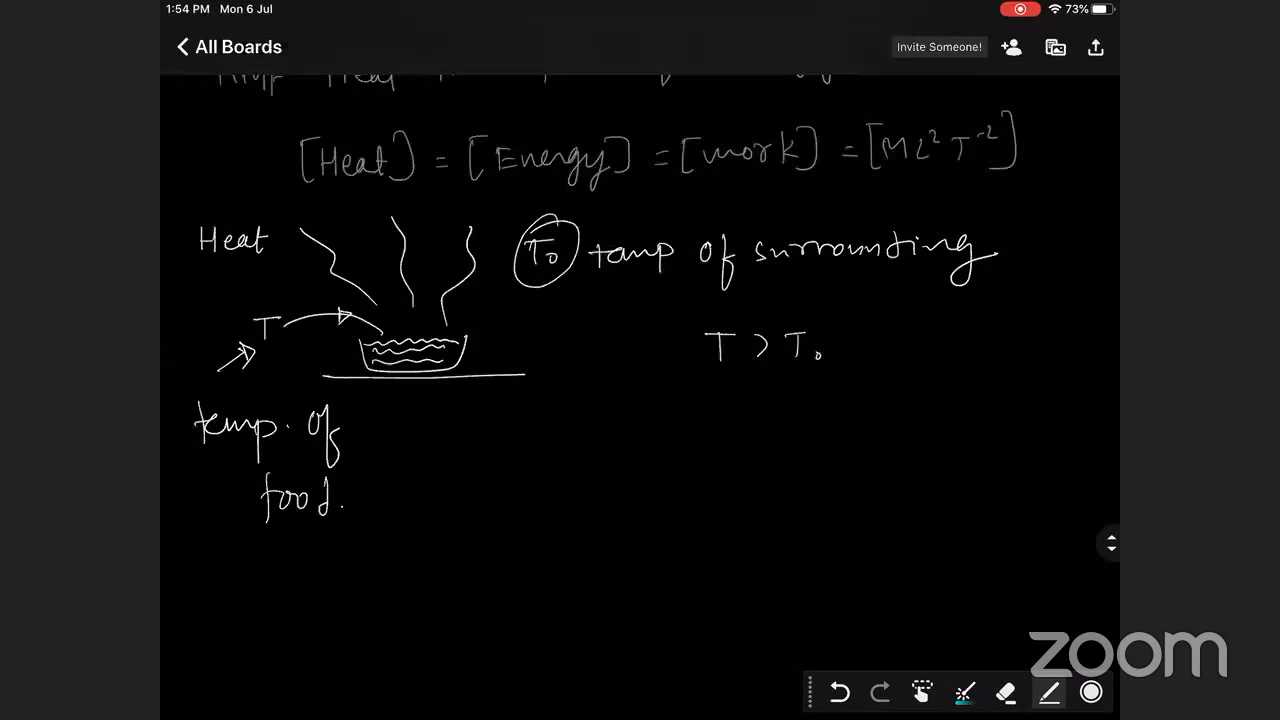 1:54 PM Mon 6 Jul 73%
All Boards Invite Someone!
Heat
[Heat] = [Energy] = [work] = [ML² T⁻²]
Heat T₀ temp of surrounding
T T > T₀
temp. of
food.
zoom